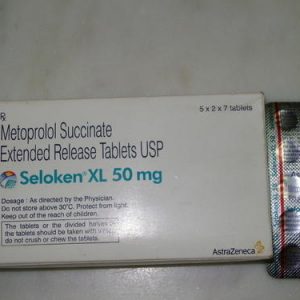 Rx
5 x 2 x 7 tablets
Metoprolol Succinate
Extended Release Tablets USP
Seloken® XL 50 mg
Dosage : As directed by the Physician.
Do not store above 30°C. Protect from light.
Keep out of the reach of children.
The tablets or the divided halves
the tablets should be taken with
do not crush or chew the tablets.
AstraZeneca